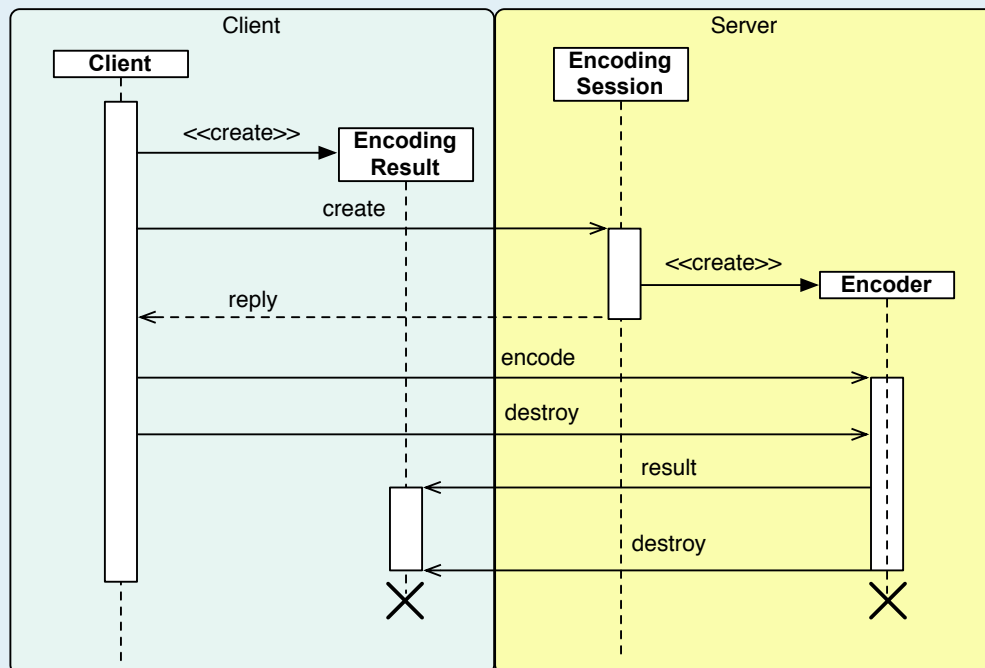 Client
Server
Client
Encoding
Session
<<create>>
Encoding
Result
create
<<create>>
Encoder
reply
encode
destroy
result
destroy